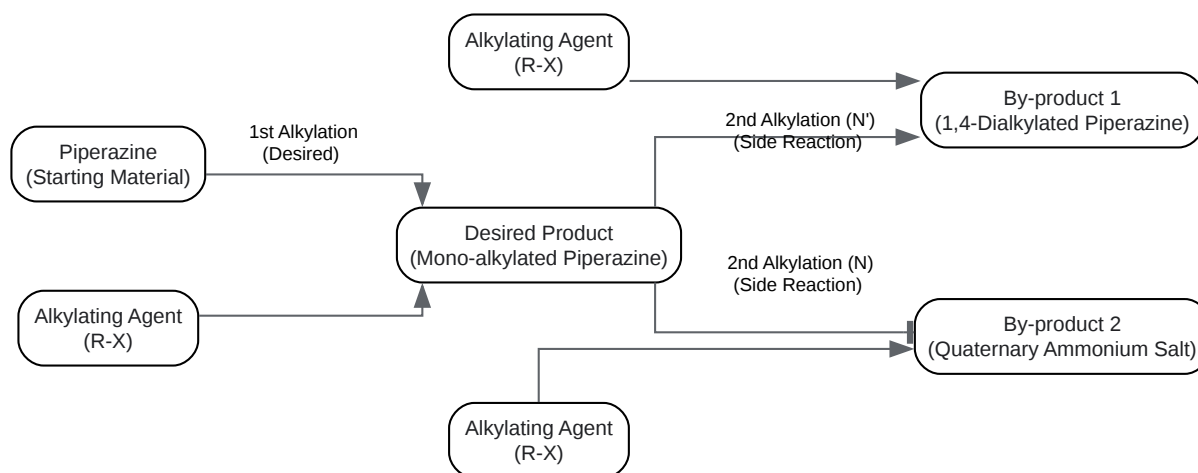 Alkylating Agent
(R-X)
By-product 1
(1,4-Dialkylated Piperazine)
2nd Alkylation (N')
(Side Reaction)
1st Alkylation
(Desired)
Piperazine
(Starting Material)
Desired Product
(Mono-alkylated Piperazine)
2nd Alkylation (N)
(Side Reaction)
Alkylating Agent
(R-X)
By-product 2
(Quaternary Ammonium Salt)
Alkylating Agent
(R-X)